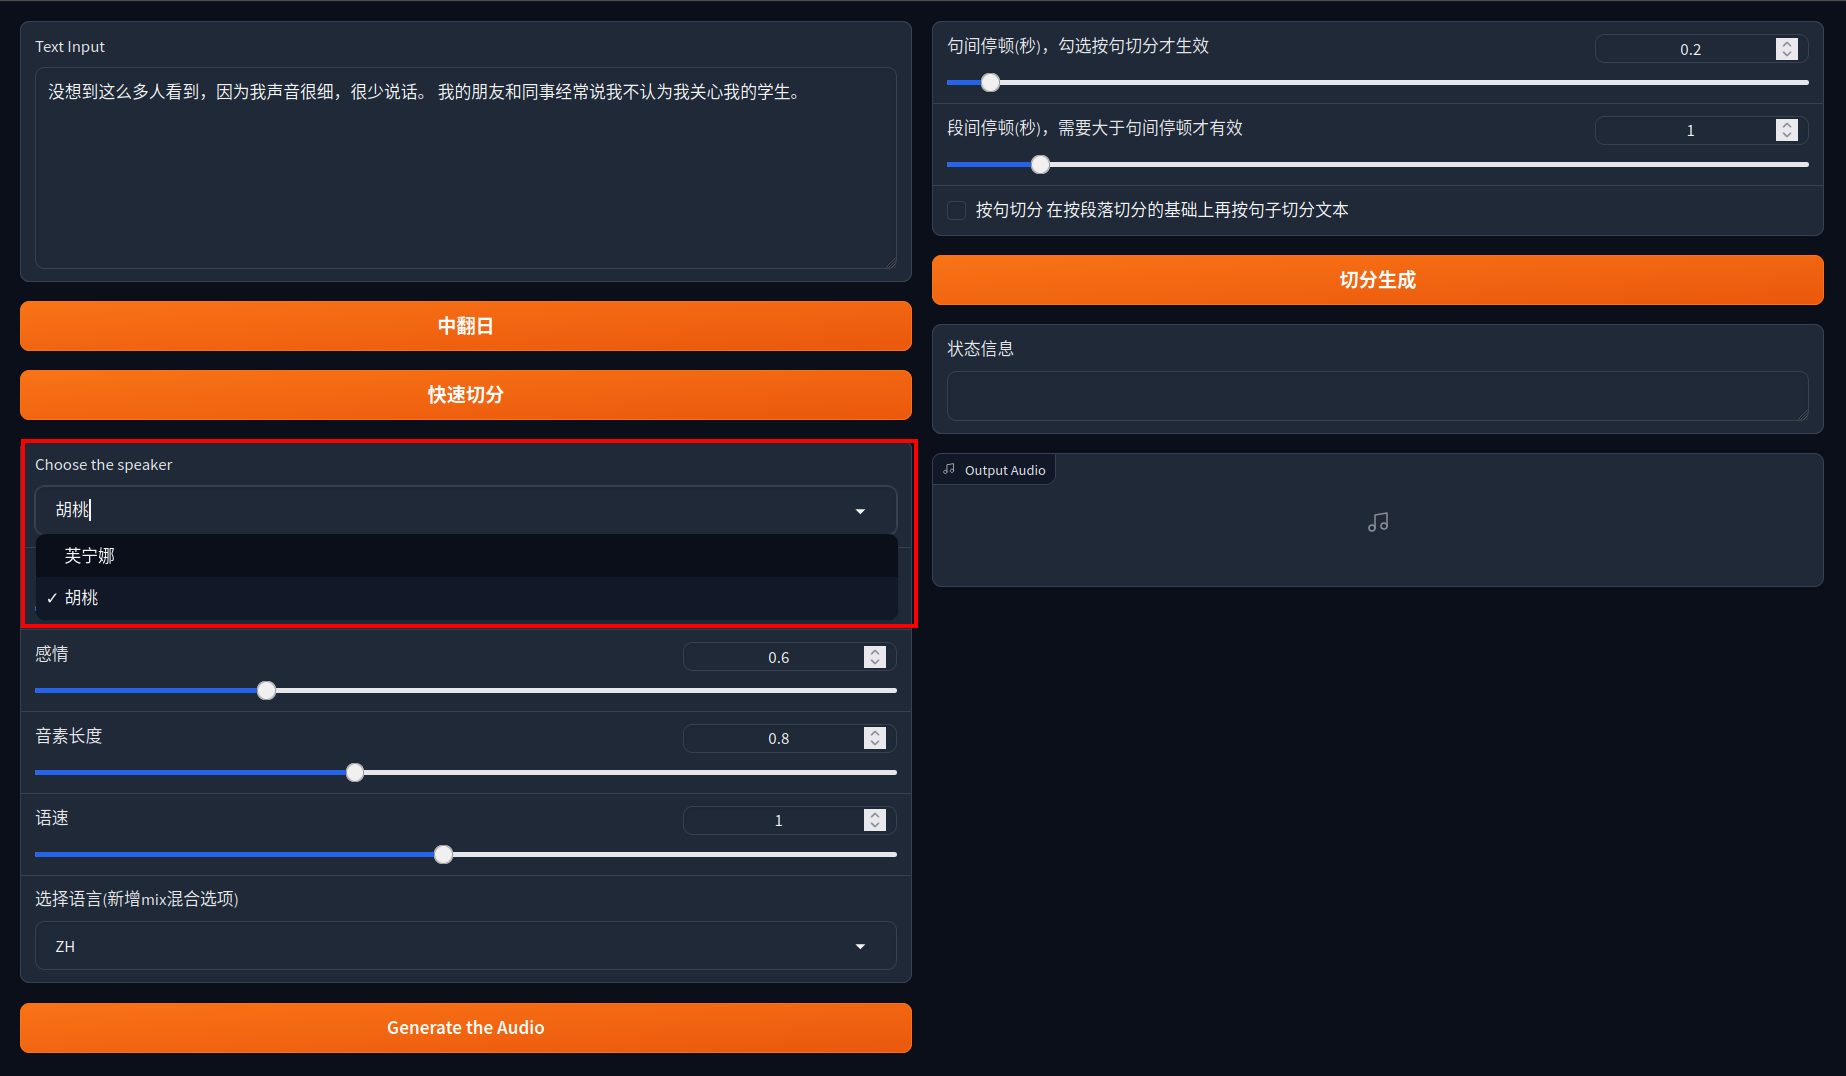 Text Input
没想到这么多人看到，因为我声音很细，很少说话。 我的朋友和同事经常说我不认为我关心我的学生。
中翻日
快速切分
Choose the speaker
胡桃
芙宁娜
✓ 胡桃
感情
0.6
音素长度
0.8
语速
1
选择语言(新增mix混合选项)
ZH
Generate the Audio
句间停顿(秒)，勾选按句切分才生效
0.2
段间停顿(秒)，需要大于句间停顿才有效
1
按句切分 在按段落切分的基础上再按句子切分文本
切分生成
状态信息
Output Audio